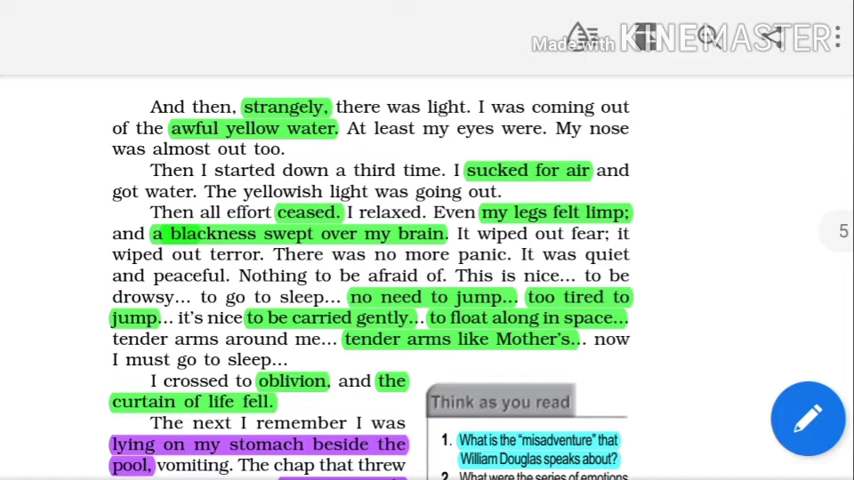 Made with KINEMASTER
And then, strangely, there was light. I was coming out
of the awful yellow water. At least my eyes were. My nose
was almost out too.
Then I started down a third time. I sucked for air and
got water. The yellowish light was going out.
Then all effort ceased. I relaxed. Even my legs felt limp;
and a blackness swept over my brain. It wiped out fear; it
wiped out terror. There was no more panic. It was quiet
and peaceful. Nothing to be afraid of. This is nice... to be
drowsy... to go to sleep... no need to jump... too tired to
jump... it's nice to be carried gently... to float along in space...
tender arms around me... tender arms like Mother's... now
I must go to sleep...
I crossed to oblivion, and the
curtain of life fell.
The next I remember I was
lying on my stomach beside the
pool, vomiting. The chap that threw
Think as you read
1. What is the "misadventure" that
William Douglas speaks about?
2. What were the series of emotions
5